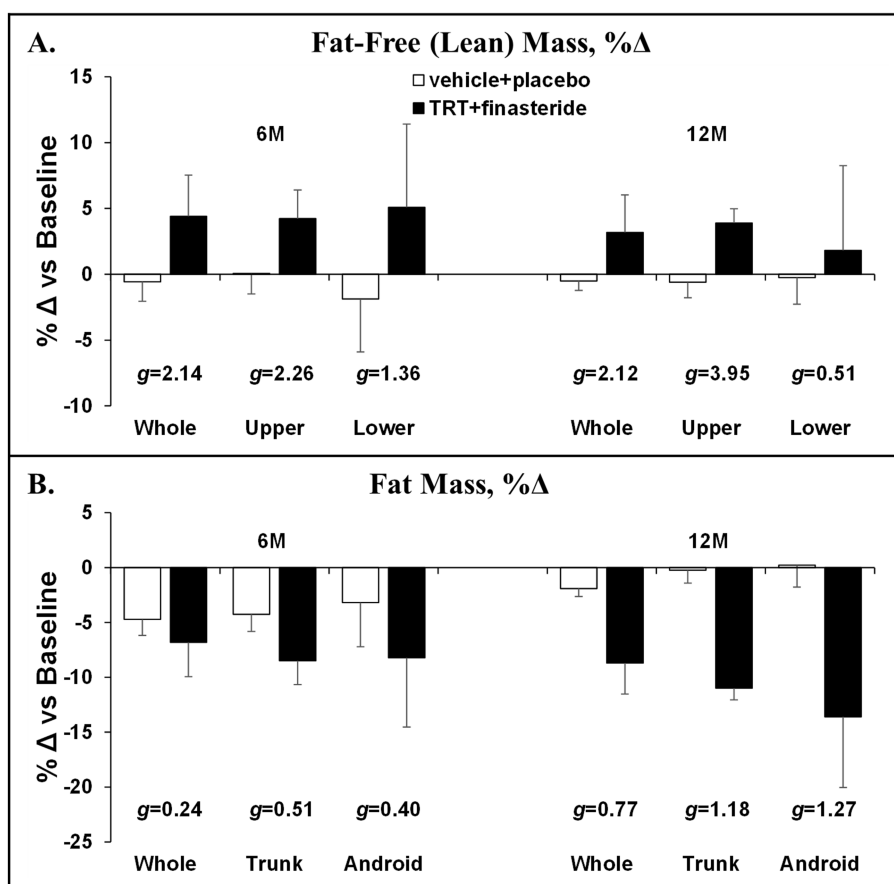 A.
Fat-Free (Lean) Mass, %Δ
vehicle+placebo
TRT+finasteride
6M
12M
15
10
5
0
-5
-10
% Δ vs Baseline
g=2.14 g=2.26 g=1.36 g=2.12 g=3.95 g=0.51
Whole Upper Lower Whole Upper Lower
B.
Fat Mass, %Δ
6M
12M
5
0
-5
-10
-15
-20
-25
% Δ vs Baseline
g=0.24 g=0.51 g=0.40 g=0.77 g=1.18 g=1.27
Whole Trunk Android Whole Trunk Android